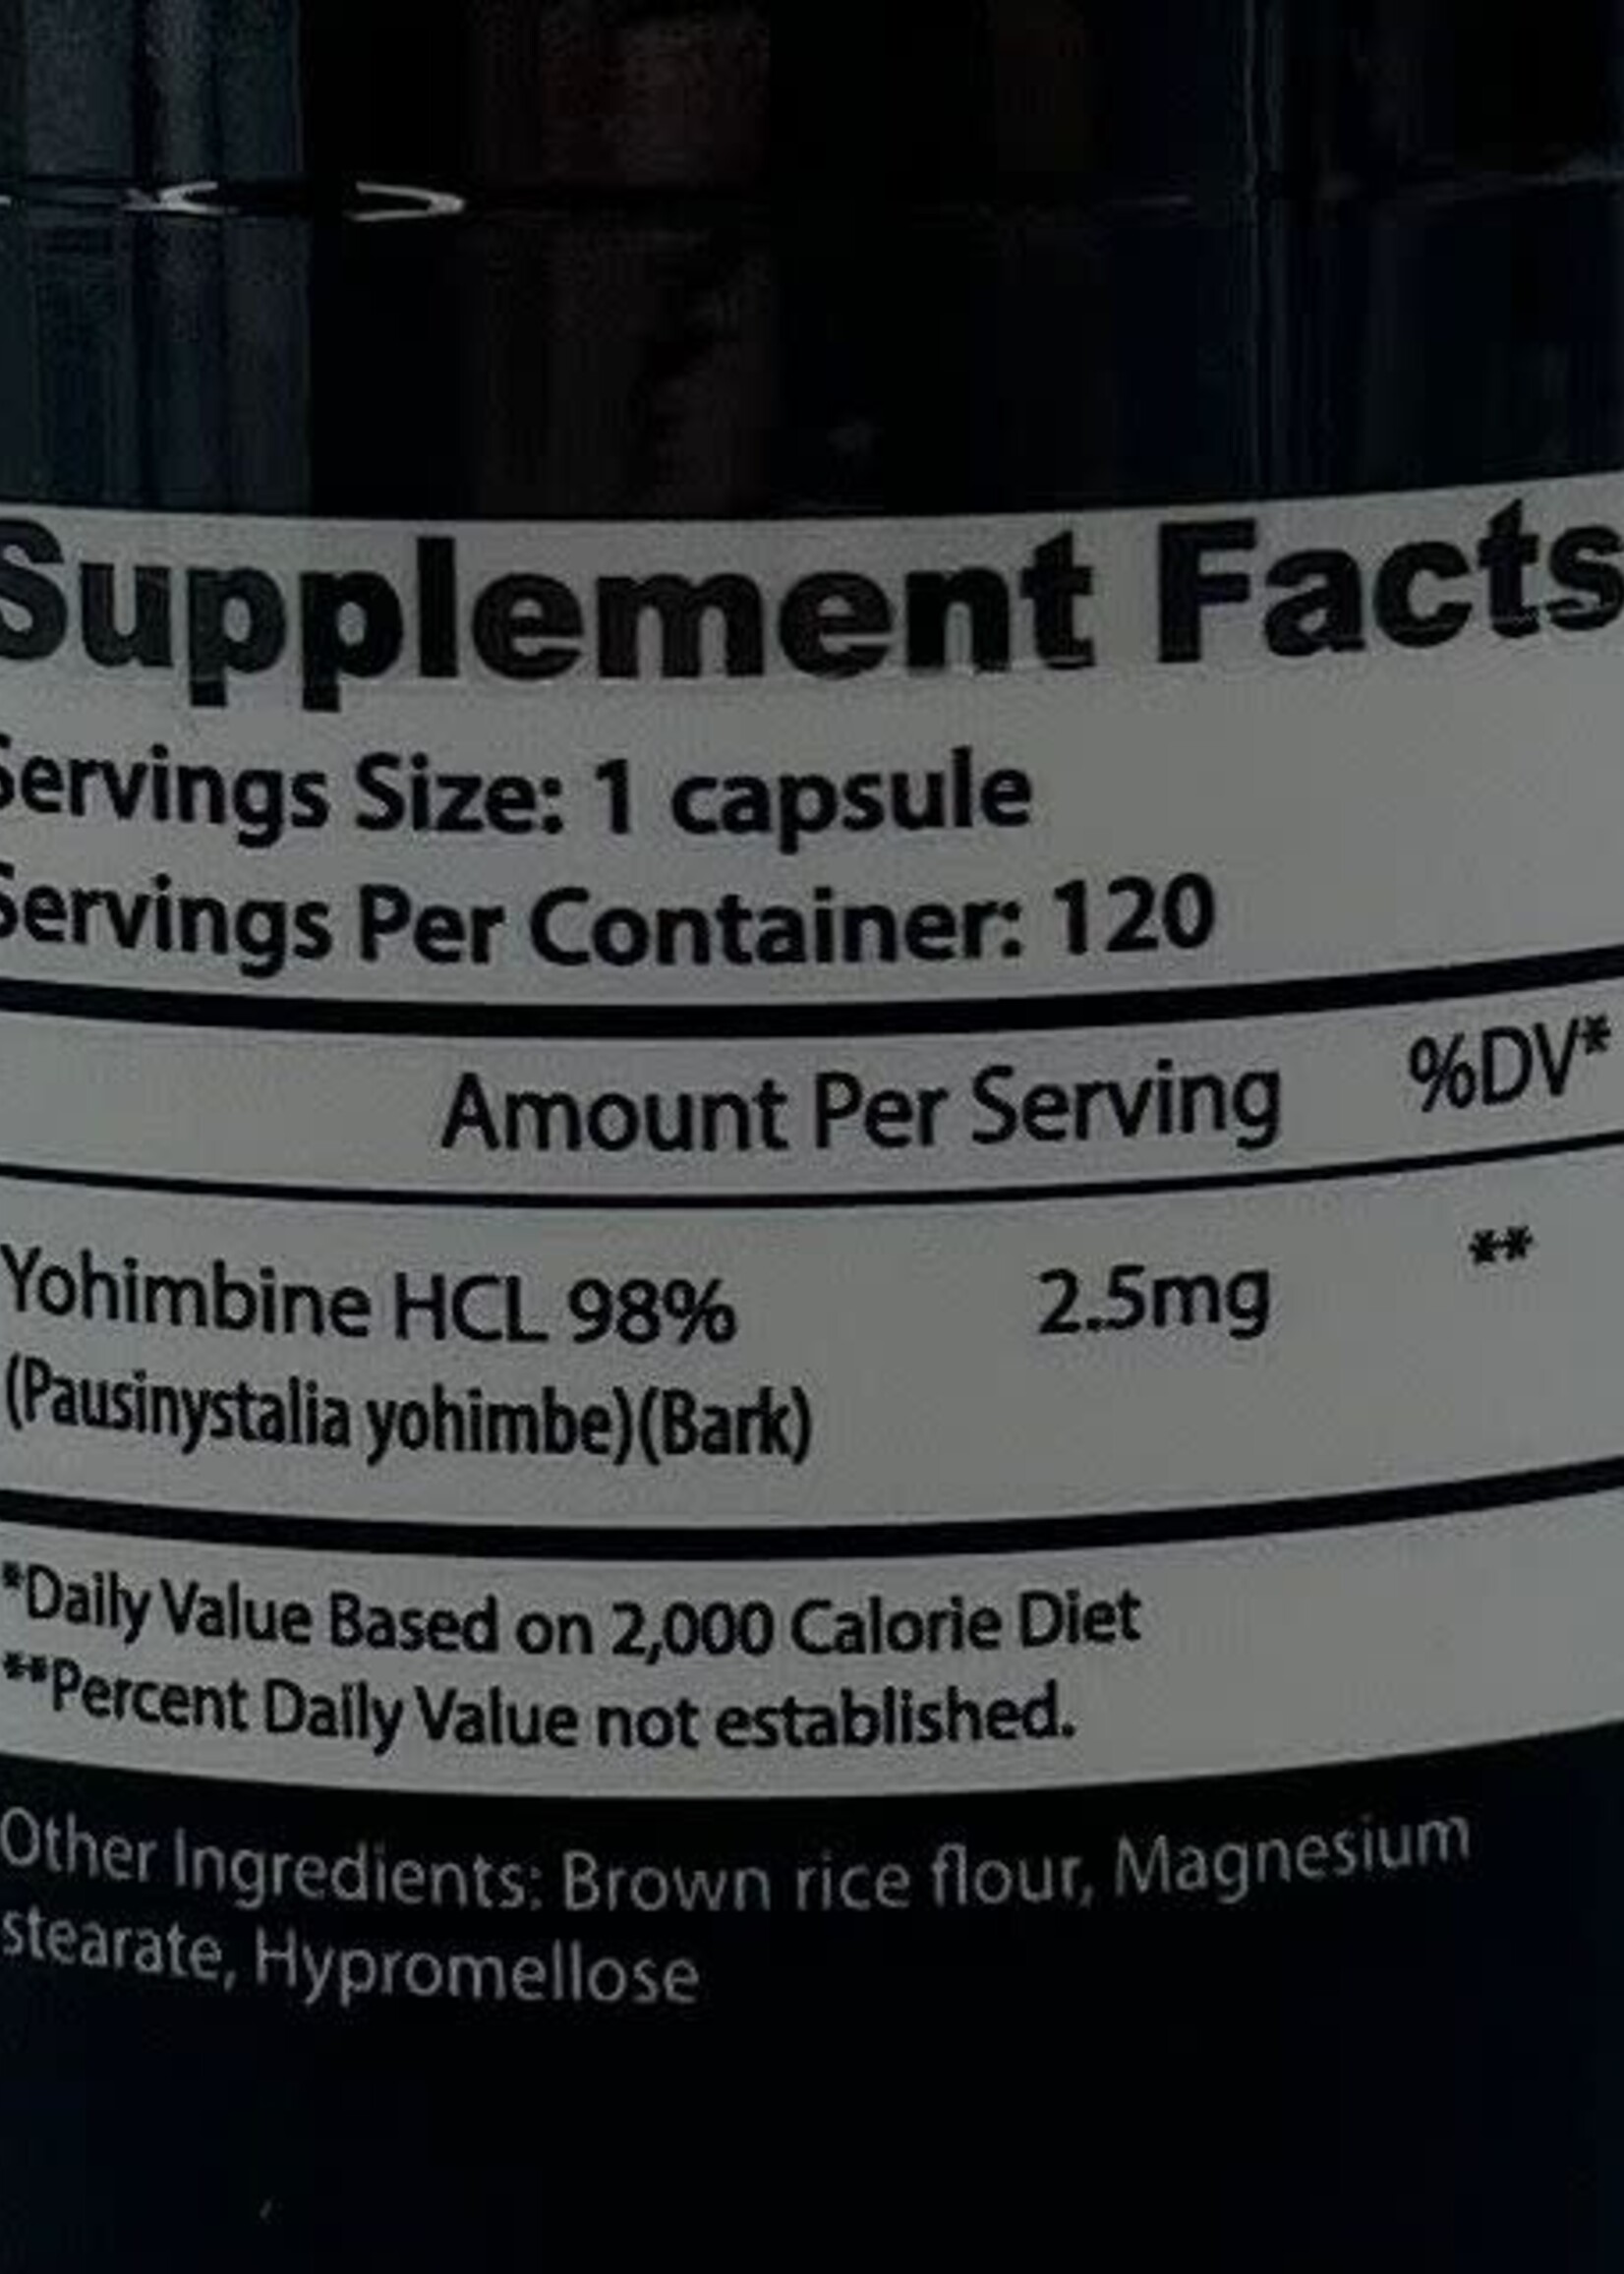 Supplement Facts
Servings Size: 1 capsule
Servings Per Container: 120
Amount Per Serving %DV*
Yohimbine HCL 98% 2.5mg **
(Pausinystalia yohimbe)(Bark)
*Daily Value Based on 2,000 Calorie Diet
**Percent Daily Value not established.
Other Ingredients: Brown rice flour, Magnesium
stearate, Hypromellose